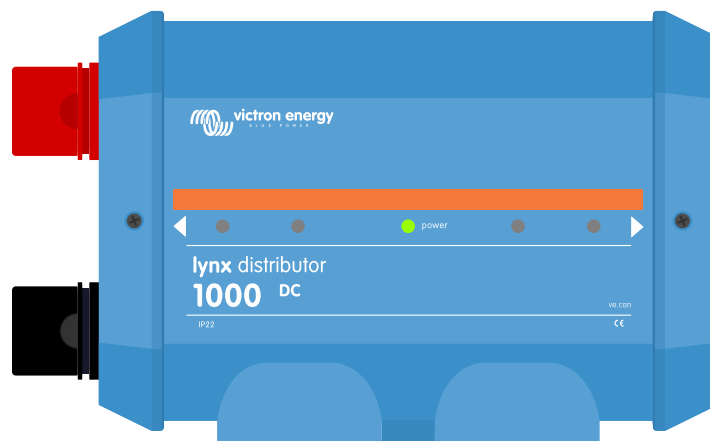 victron energy
BLUE POWER
power
lynx distributor
1000 DC
ve.can
IP22
CE